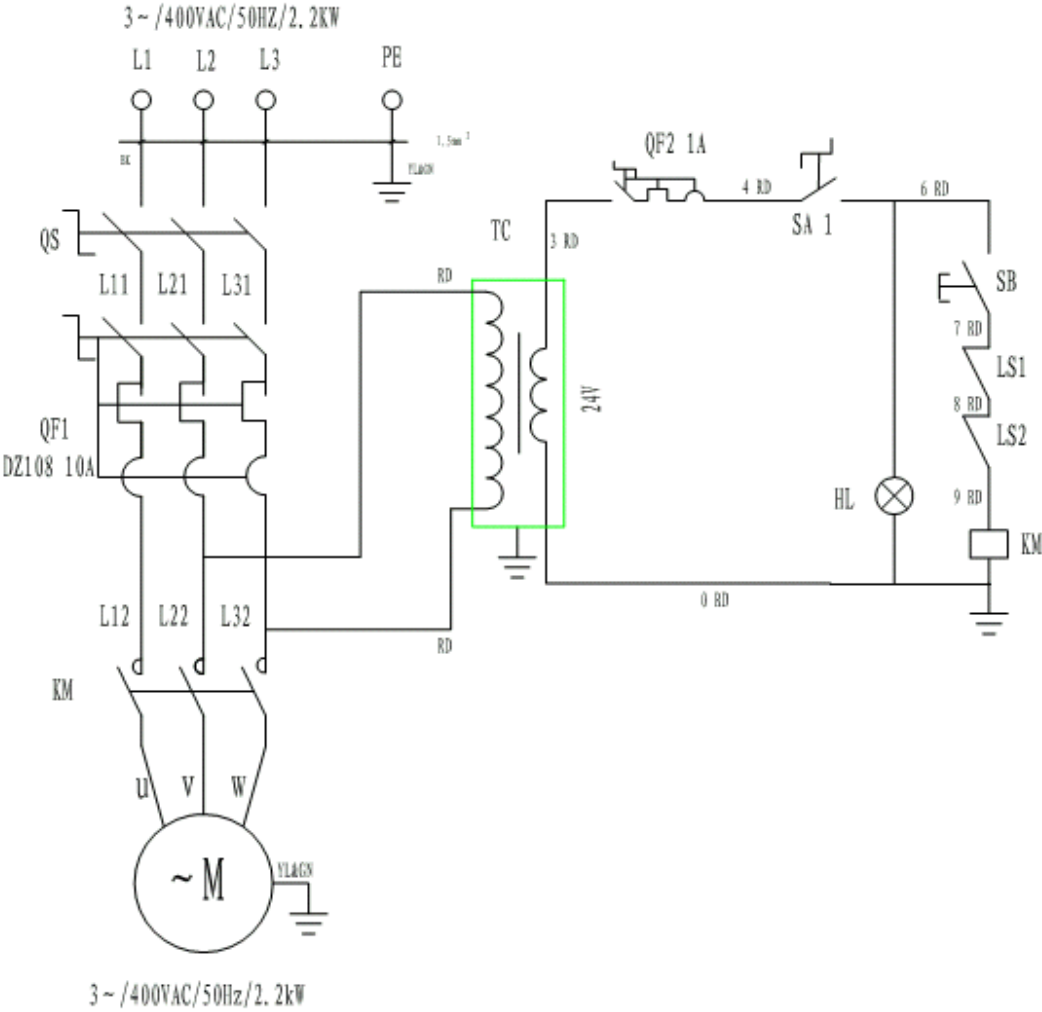 3~/400VAC/50HZ/2.2KW
L1 L2 L3 PE
1.5mm²
BK
YL&GN
QF2 1A
4 RD
6 RD
SA 1
QS
TC
3 RD
L11 L21 L31
RD
SB
7 RD
LS1
24V
8 RD
LS2
QF1
DZ108 10A
HL
9 RD
KM
0 RD
L12 L22 L32
RD
KM
u v w
~M
YL&GN
3~/400VAC/50Hz/2.2kW